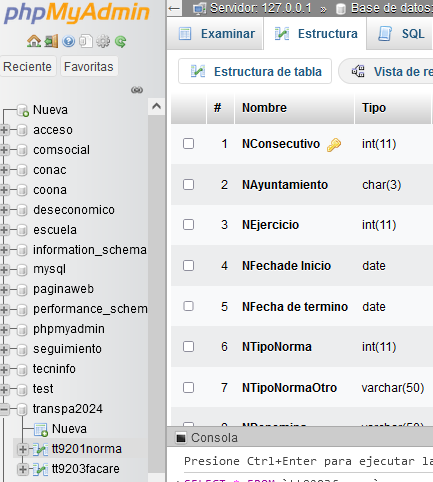 phpMyAdmin
Reciente Favoritas
Nueva
acceso
comsocial
conac
coona
deseconomico
escuela
information_schema
mysql
paginaweb
performance_schem
phpmyadmin
seguimiento
tecninfo
test
transpa2024
Nueva
tt9201norma
tt9203facare
Servidor: 127.0.0.1 » Base de datos:
Examinar Estructura SQL
Estructura de tabla Vista de re
# Nombre Tipo
1 NConsecutivo int(11)
2 NAyuntamiento char(3)
3 NEjercicio int(11)
4 NFechade Inicio date
5 NFecha de termino date
6 NTipoNorma int(11)
7 NTipoNormaOtro varchar(50)
Consola
Presione Ctrl+Enter para ejecutar la